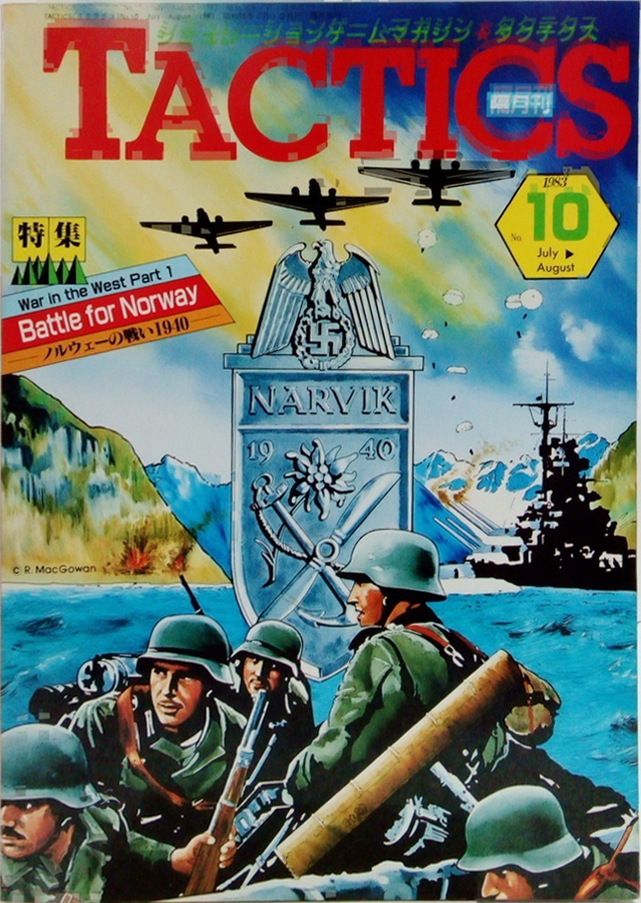 シミュレーションゲームマガジン★タクテクス
TACTICS
隔月刊
1983
No. 10
July ▶
August
特集
War in the West Part 1
Battle for Norway
ノルウェーの戦い1940
NARVIK
19 40
© R. MacGowan